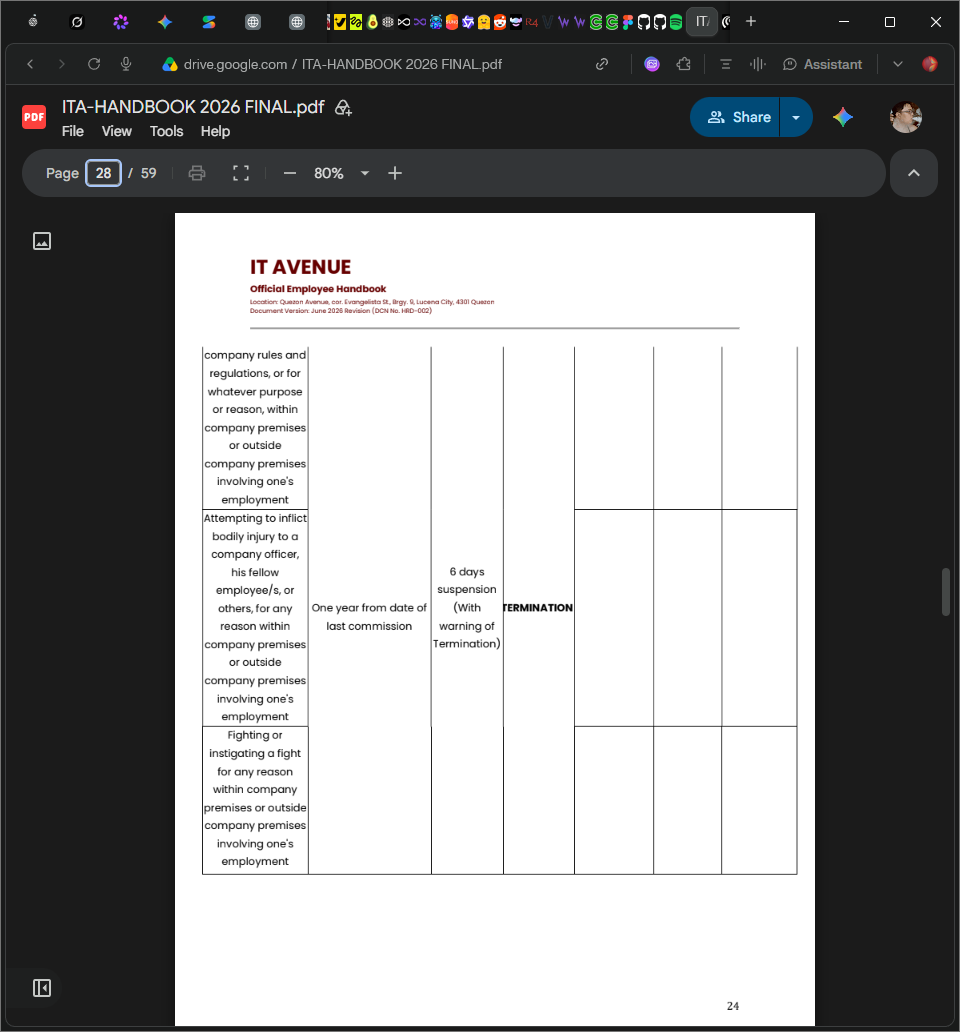 R4
IT
drive.google.com / ITA-HANDBOOK 2026 FINAL.pdf
Assistant
PDF
ITA-HANDBOOK 2026 FINAL.pdf
File View Tools Help
Share
Page 28 / 59
80%
IT AVENUE
Official Employee Handbook
Location: Quezon Avenue, cor. Evangelista St., Brgy. 9, Lucena City, 4301 Quezon
Document Version: June 2026 Revision (DCN No. HRD-002)
company rules and
regulations, or for
whatever purpose
or reason, within
company premises
or outside
company premises
involving one's
employment
Attempting to inflict
bodily injury to a
company officer,
his fellow
employee/s, or
others, for any
reason within
company premises
or outside
company premises
involving one's
employment
One year from date of
last commission
6 days
suspension
(With
warning of
Termination)
TERMINATION
Fighting or
instigating a fight
for any reason
within company
premises or outside
company premises
involving one's
employment
24